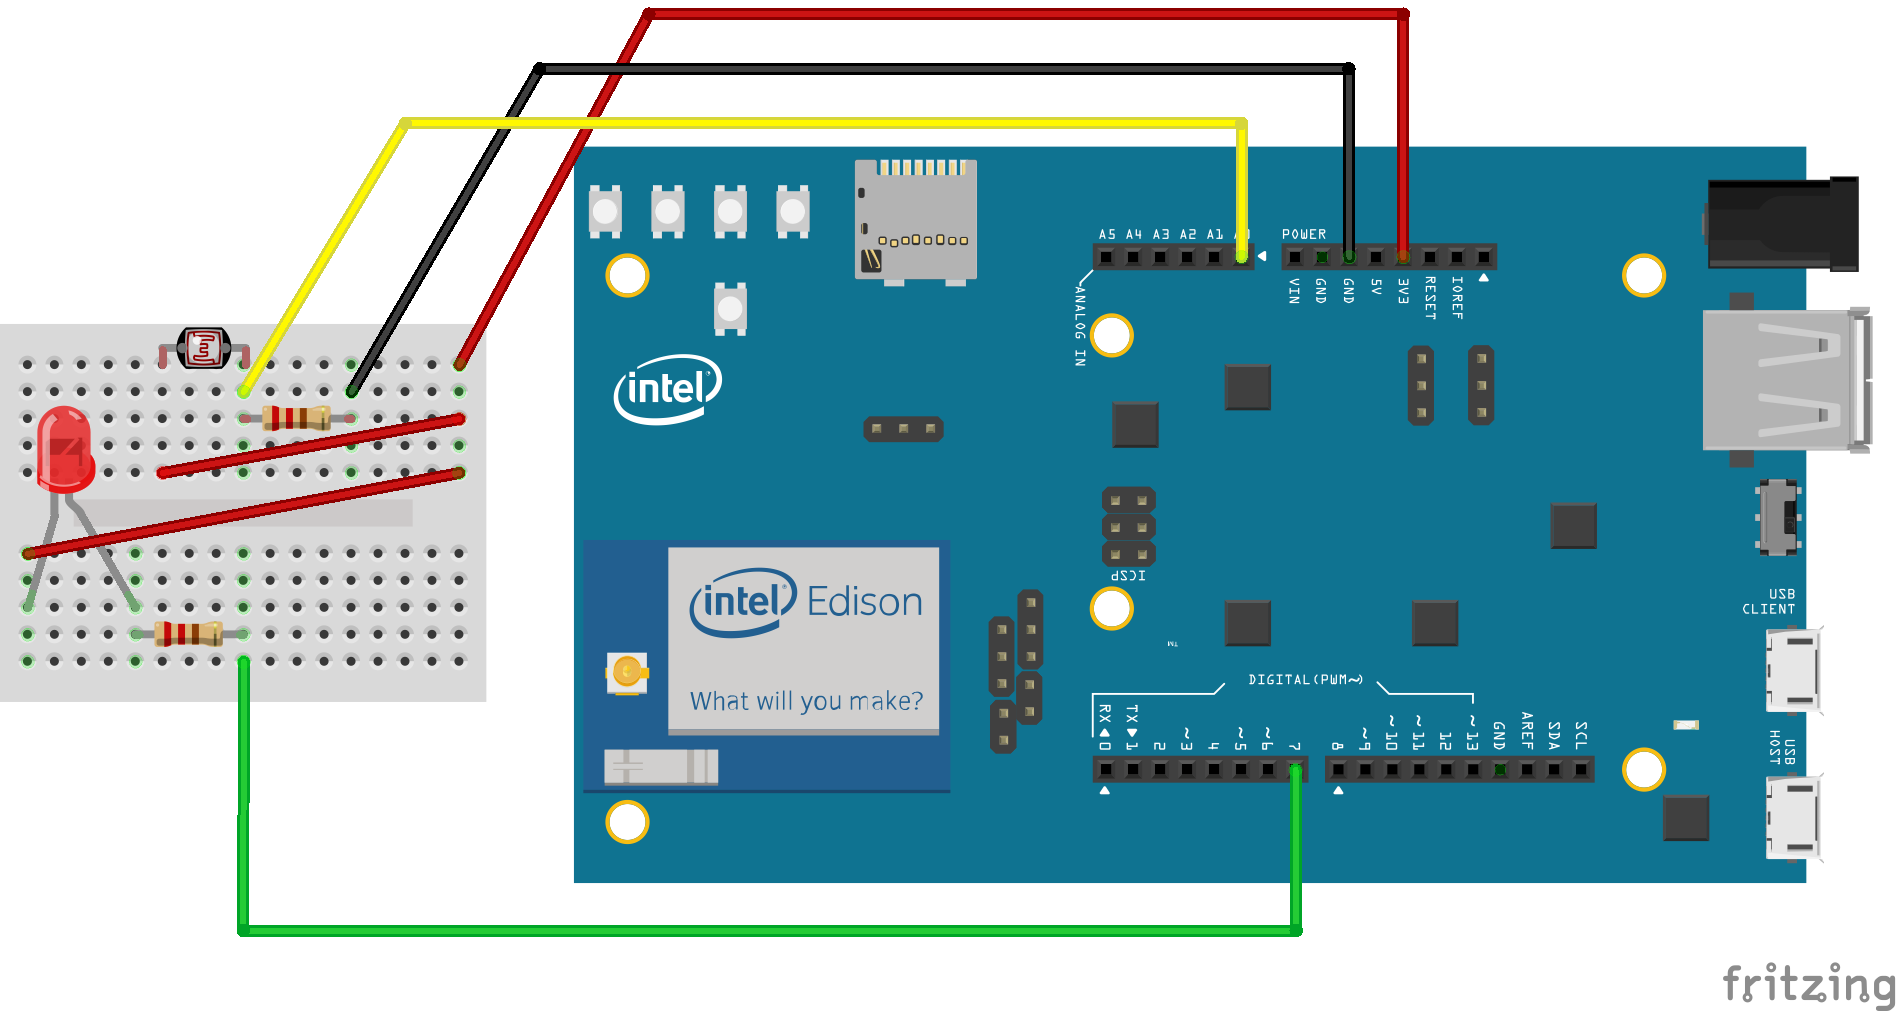 A5 A4 A3 A2 A1
POWER
VIN
GND
GND
5V
3V3
RESET
IOREF
ANALOG IN
intel
ICSP
intel Edison
What will you make?
USB
CLIENT
TM
DIGITAL(PWM~)
RX 0
TX 1
2
~3
4
~5
~6
7
8
~9
~10
~11
12
~13
GND
AREF
SDA
SCL
USB
HOST
fritzing